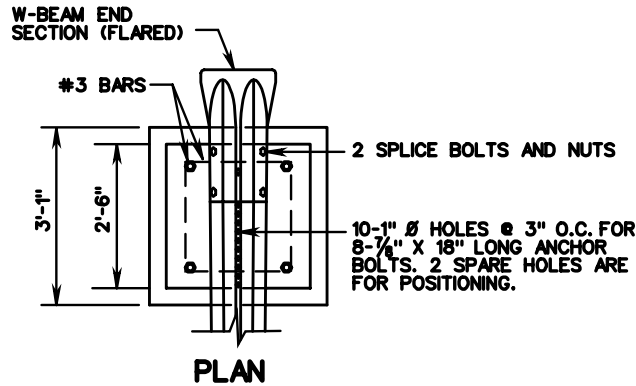 W-BEAM END
SECTION (FLARED)
#3 BARS
3'-1"
2'-6"
2 SPLICE BOLTS AND NUTS
10-1" Ø HOLES @ 3" O.C. FOR
8-⅞" X 18" LONG ANCHOR
BOLTS. 2 SPARE HOLES ARE
FOR POSITIONING.
PLAN